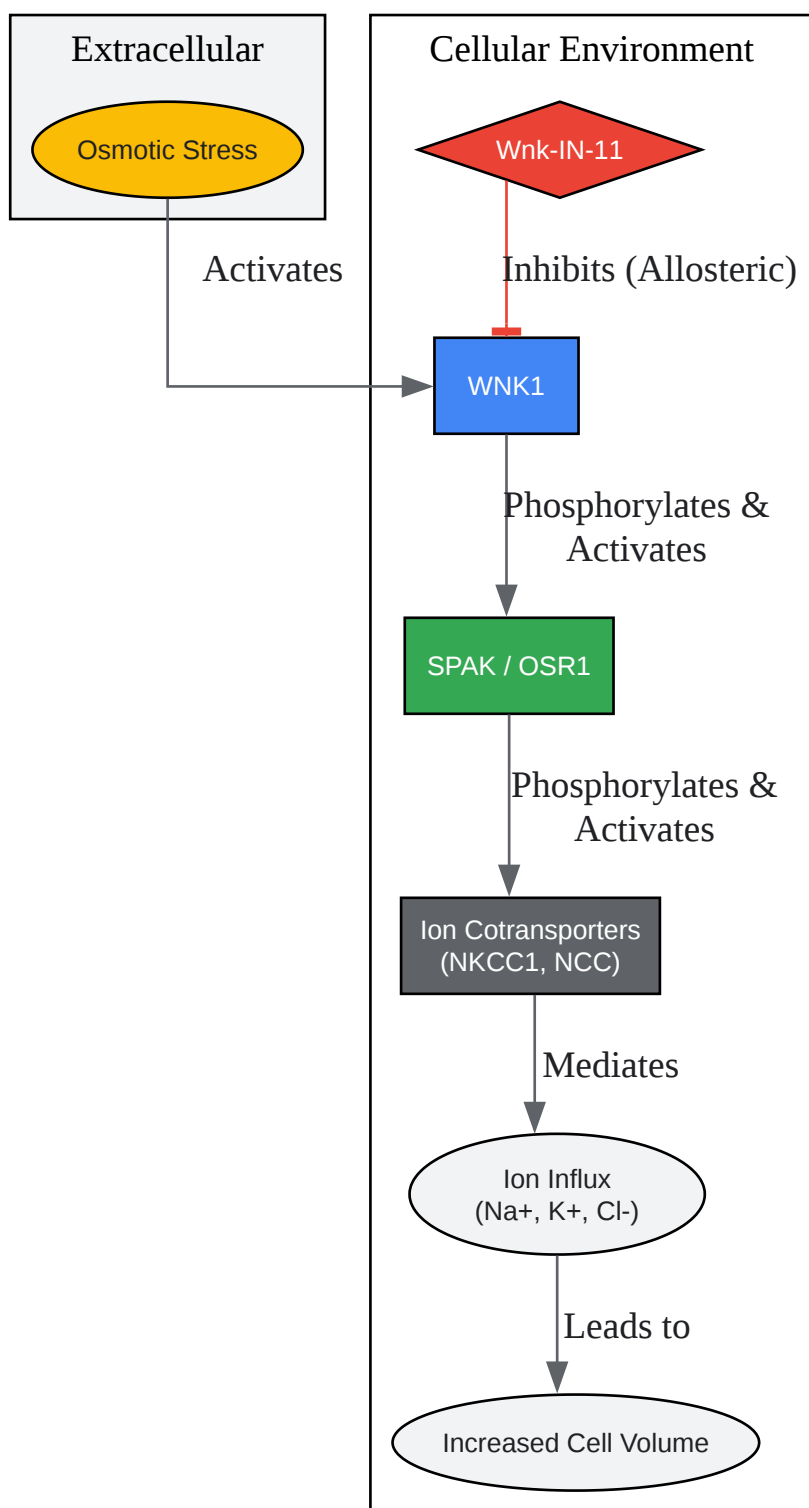 Extracellular
Cellular Environment
Osmotic Stress
Wnk-IN-11
Activates
Inhibits (Allosteric)
WNK1
Phosphorylates &
Activates
SPAK / OSR1
Phosphorylates &
Activates
Ion Cotransporters
(NKCC1, NCC)
Mediates
Ion Influx
(Na+, K+, Cl-)
Leads to
Increased Cell Volume